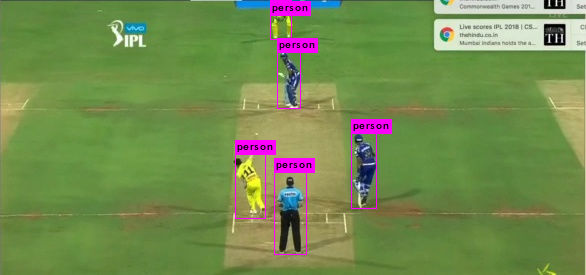 person
Commonwealth Games 201...
vivo
IPL
Live scores IPL 2018 | CS...
thehindu.co.in
Mumbai Indians holds the a...
TH
TH
person
person
person
11
person